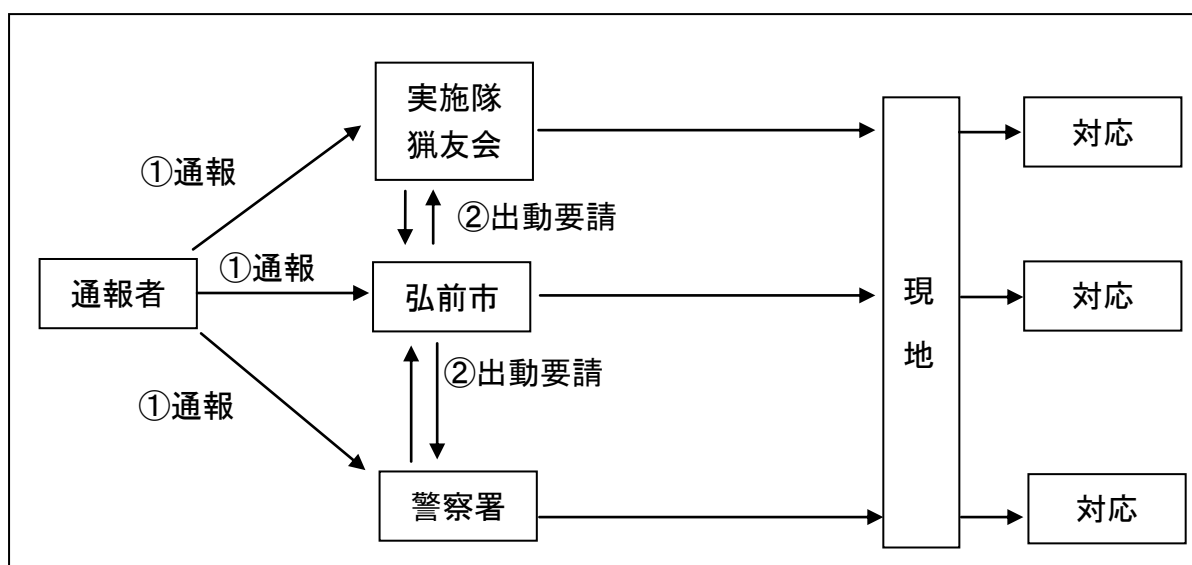 実施隊
猟友会
対応
①通報
②出動要請
①通報
通報者
弘前市
現
地
対応
②出動要請
①通報
警察署
対応